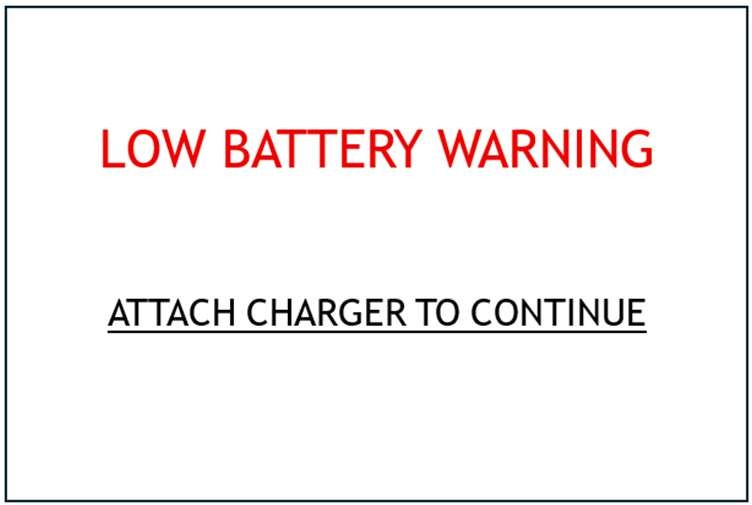 LOW BATTERY WARNING
ATTACH CHARGER TO CONTINUE